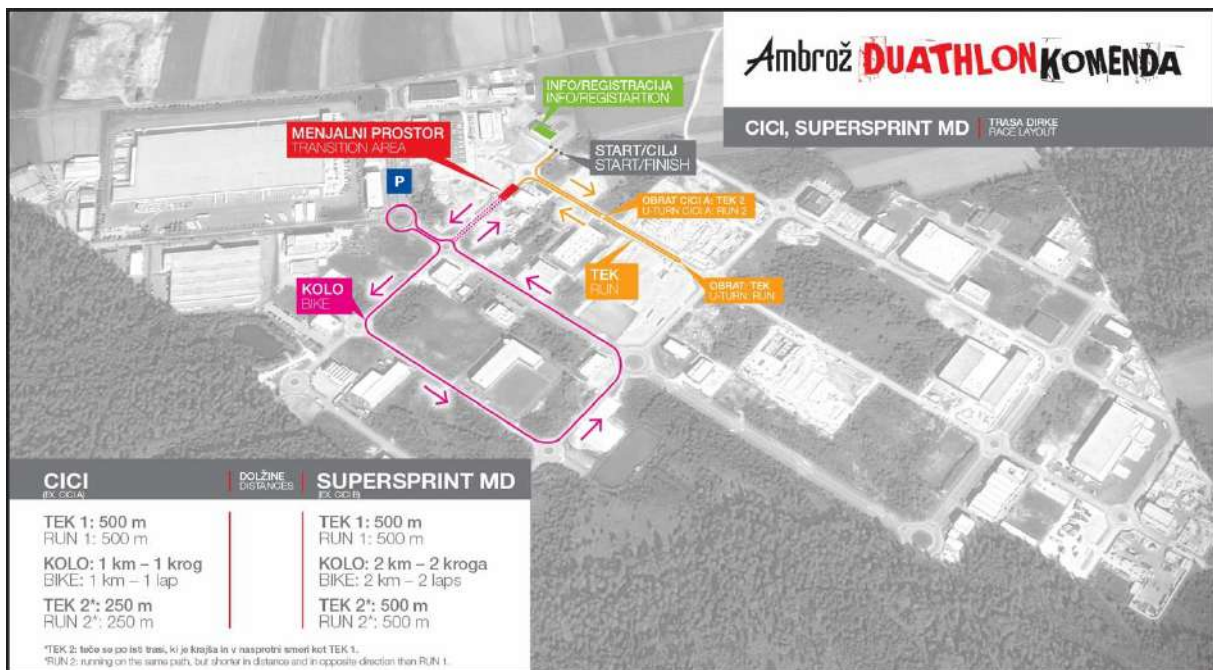 Ambrož DUATHLON KOMENDA
CICI, SUPERSPRINT MD
TRASA DIRKE
RACE LAYOUT
INFO/REGISTRACIJA
INFO/REGISTARTION
MENJALNI PROSTOR
TRANSITION AREA
START/CILJ
START/FINISH
P
OBRAT CICI A: TEK 2
U-TURN CICI A: RUN 2
TEK
RUN
OBRAT: TEK
U-TURN: RUN
KOLO
BIKE
CICI
(EX. CICI A)
DOLŽINE
DISTANCES
SUPERSPRINT MD
(EX. CICI B)
TEK 1: 500 m
RUN 1: 500 m
KOLO: 1 km – 1 krog
BIKE: 1 km – 1 lap
TEK 2*: 250 m
RUN 2*: 250 m
TEK 1: 500 m
RUN 1: 500 m
KOLO: 2 km – 2 kroga
BIKE: 2 km – 2 laps
TEK 2*: 500 m
RUN 2*: 500 m
*TEK 2: teče se po isti trasi, ki je krajša in v nasprotni smeri kot TEK 1.
*RUN 2: running on the same path, but shorter in distance and in opposite direction than RUN 1.